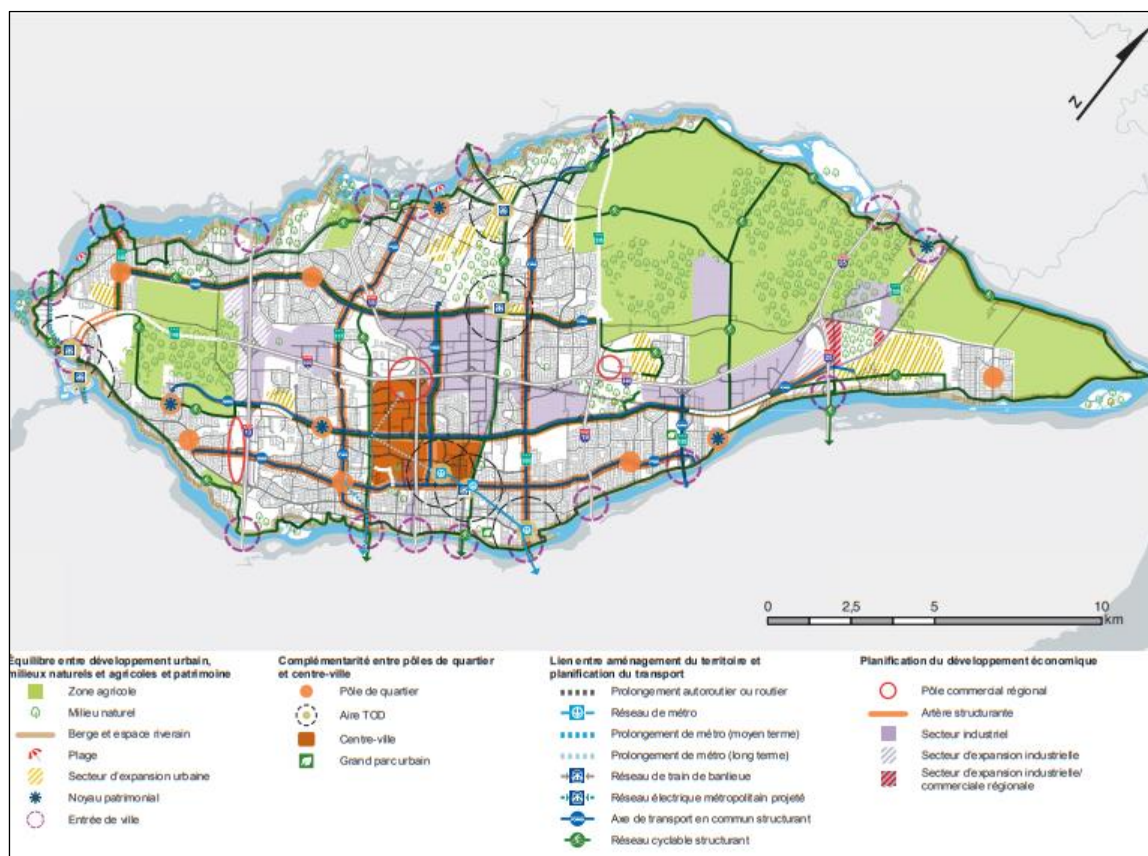 N
0 2,5 5 10
km
Équilibre entre développement urbain,
milieux naturels et agricoles et patrimoine
Zone agricole
Milieu naturel
Berge et espace riverain
Plage
Secteur d'expansion urbaine
Noyau patrimonial
Entrée de ville
Complémentarité entre pôles de quartier
et centre-ville
Pôle de quartier
Aire TOD
Centre-ville
Grand parc urbain
Lien entre aménagement du territoire et
planification du transport
Prolongement autoroutier ou routier
Réseau de métro
Prolongement de métro (moyen terme)
Prolongement de métro (long terme)
Réseau de train de banlieue
Réseau électrique métropolitain projeté
Axe de transport en commun structurant
Réseau cyclable structurant
Planification du développement économique
Pôle commercial régional
Artère structurante
Secteur industriel
Secteur d'expansion industrielle
Secteur d'expansion industrielle/
commerciale régionale